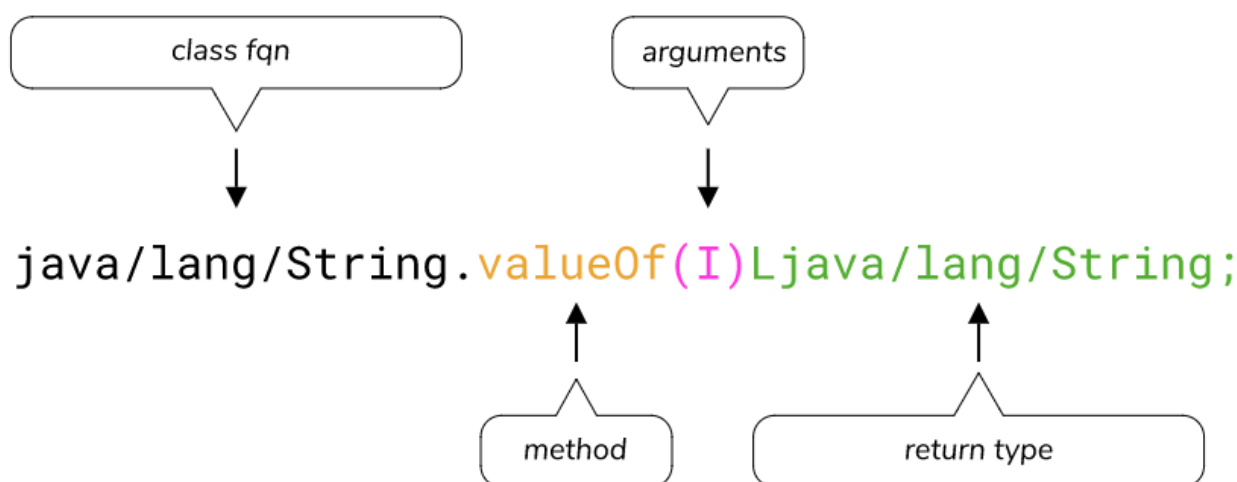 class fqn
arguments
java/lang/String.valueOf(I)Ljava/lang/String;
method
return type